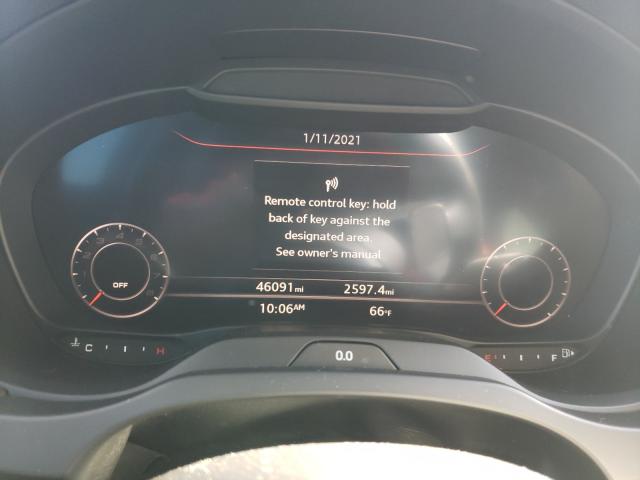 1/11/2021
Remote control key: hold
back of key against the
designated area.
See owner's manual
46091 mi 2597.4 mi
10:06AM 66°F
OFF
C H
0.0
E F